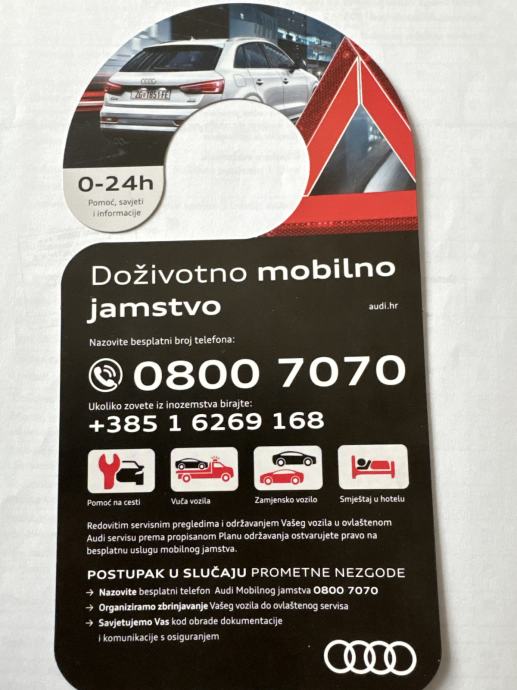 0-24h
Pomoć, savjeti
i informacije
Doživotno mobilno
jamstvo
audi.hr
Nazovite besplatni broj telefona:
0800 7070
Ukoliko zovete iz inozemstva birajte:
+385 1 6269 168
Pomoć na cesti
Vuča vozila
Zamjensko vozilo
Smještaj u hotelu
Redovitim servisnim pregledima i održavanjem Vašeg vozila u ovlaštenom
Audi servisu prema propisanom Planu održavanja ostvarujete pravo na
besplatnu uslugu mobilnog jamstva.
POSTUPAK U SLUČAJU PROMETNE NEZGODE
→ Nazovite besplatni telefon Audi Mobilnog jamstva 0800 7070
→ Organiziramo zbrinjavanje Vašeg vozila do ovlaštenog servisa
→ Savjetujemo Vas kod obrade dokumentacije
i komunikacije s osiguranjem